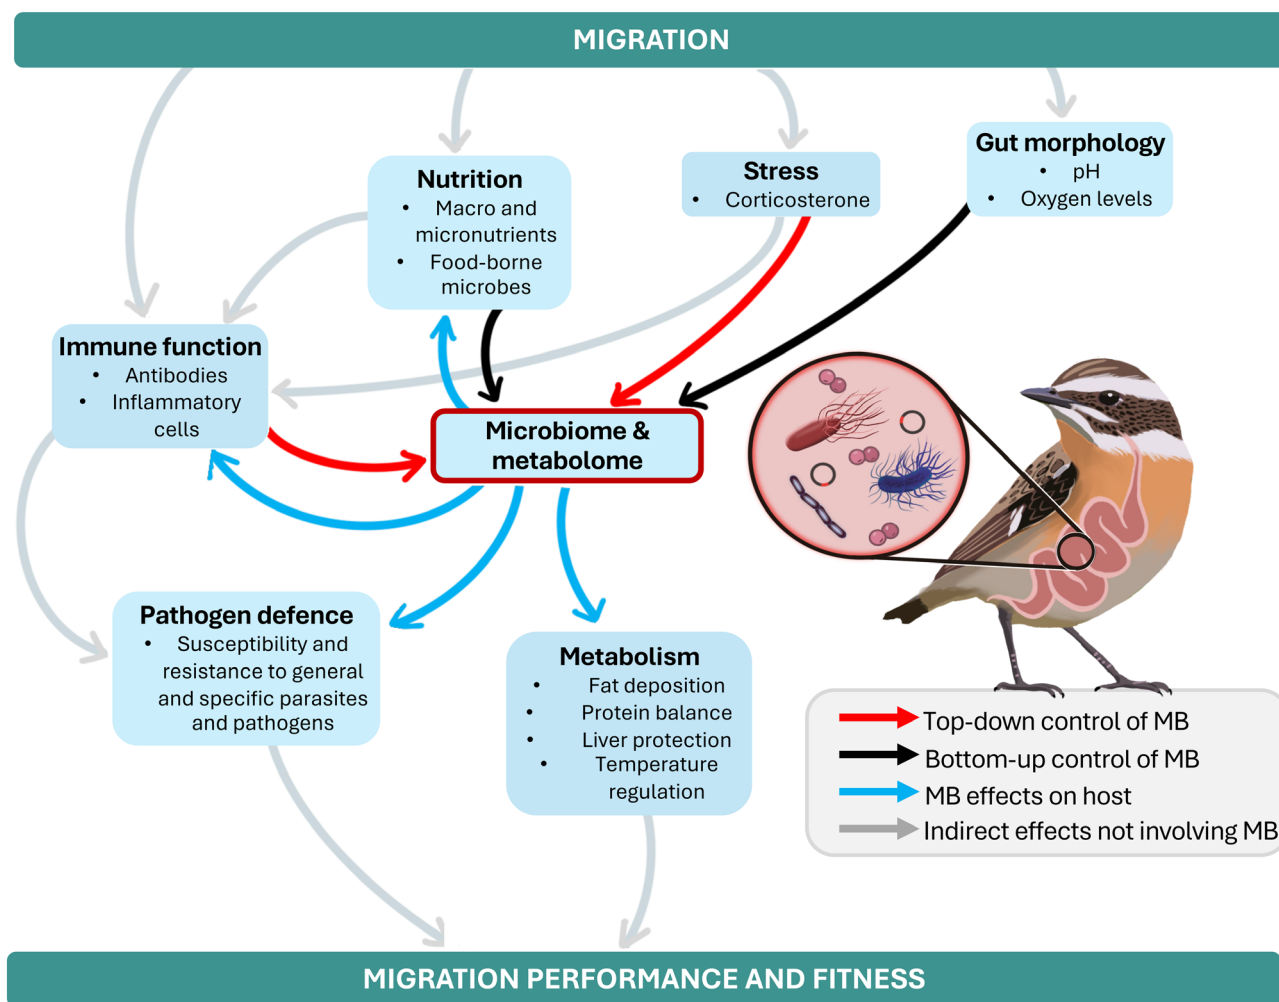 MIGRATION
Nutrition
• Macro and
micronutrients
• Food-borne
microbes
Stress
• Corticosterone
Gut morphology
• pH
• Oxygen levels
Immune function
• Antibodies
• Inflammatory
cells
Microbiome &
metabolome
Pathogen defence
• Susceptibility and
resistance to general
and specific parasites
and pathogens
Metabolism
• Fat deposition
• Protein balance
• Liver protection
• Temperature
regulation
Top-down control of MB
Bottom-up control of MB
MB effects on host
Indirect effects not involving MB
MIGRATION PERFORMANCE AND FITNESS